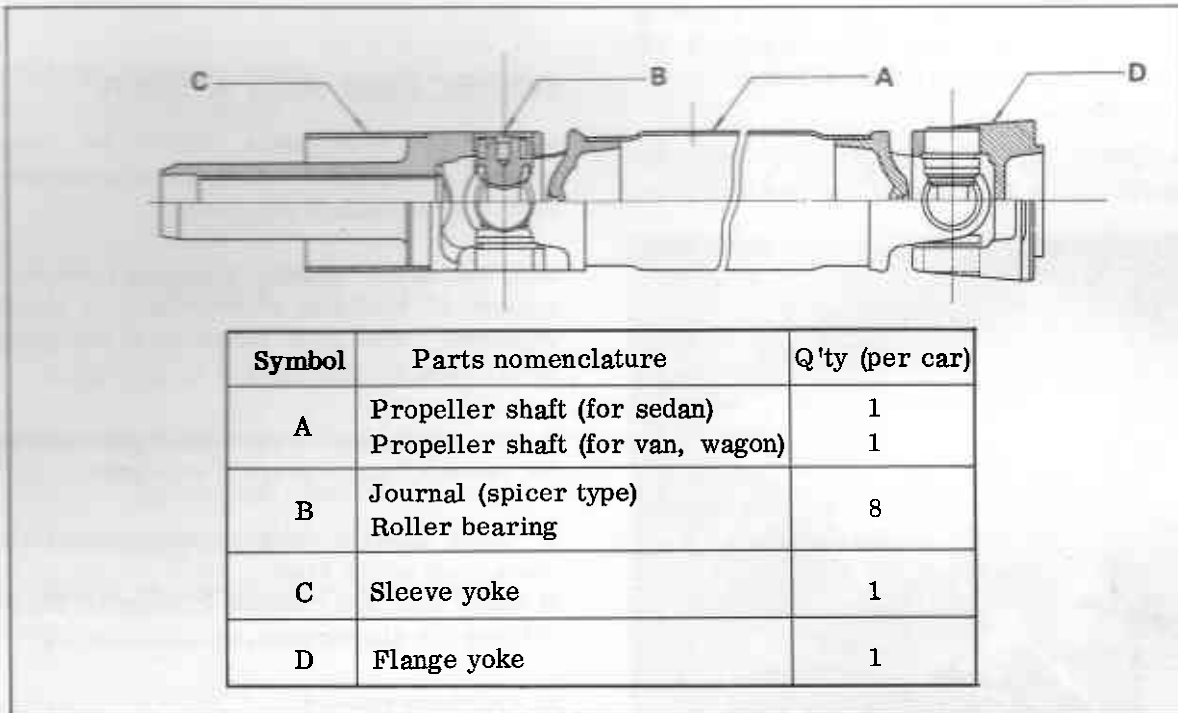 C B A D
Symbol Parts nomenclature Q'ty (per car)
A Propeller shaft (for sedan) 1
Propeller shaft (for van, wagon) 1
B Journal (spicer type) 8
Roller bearing
C Sleeve yoke 1
D Flange yoke 1